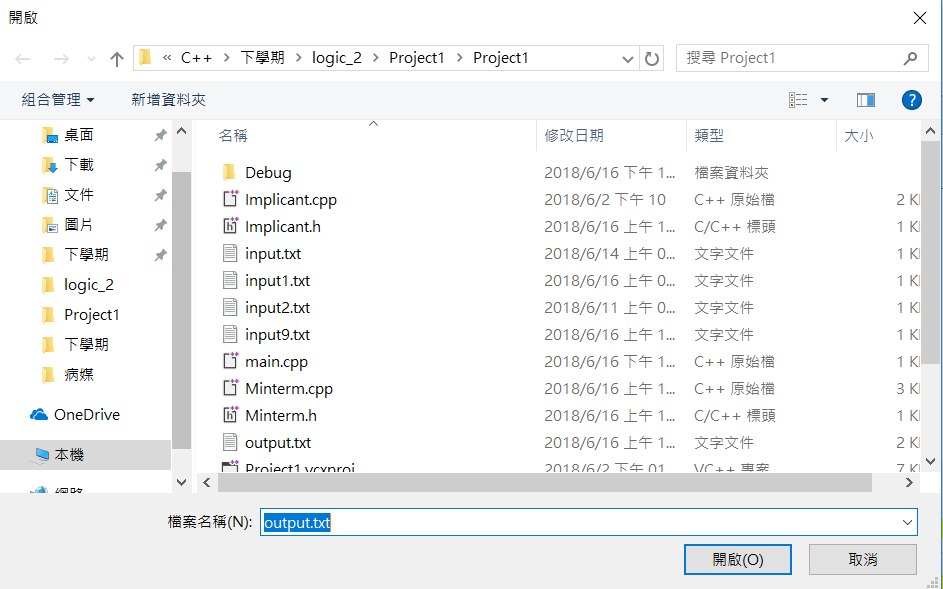 開啟
« C++ › 下學期 › logic_2 › Project1 › Project1
搜尋 Project1
組合管理
新增資料夾
?
桌面
下載
文件
圖片
下學期
logic_2
Project1
下學期
病媒
OneDrive
本機
網路
名稱 修改日期 類型 大小
Debug 2018/6/16 下午 1... 檔案資料夾
Implicant.cpp 2018/6/2 下午 10 C++ 原始檔 2 K
Implicant.h 2018/6/16 上午 1... C/C++ 標頭 1 K
input.txt 2018/6/14 上午 0... 文字文件 1 K
input1.txt 2018/6/16 上午 0... 文字文件 1 K
input2.txt 2018/6/11 上午 0... 文字文件 1 K
input9.txt 2018/6/16 上午 1... 文字文件 1 K
main.cpp 2018/6/16 下午 1... C++ 原始檔 1 K
Minterm.cpp 2018/6/16 下午 1... C++ 原始檔 3 K
Minterm.h 2018/6/16 上午 1... C/C++ 標頭 1 K
output.txt 2018/6/16 下午 1... 文字文件 2 K
Project1.vcxproj 2018/6/2 下午 01 VC++ 專案 7 K
檔案名稱(N): output.txt
開啟(O)
取消